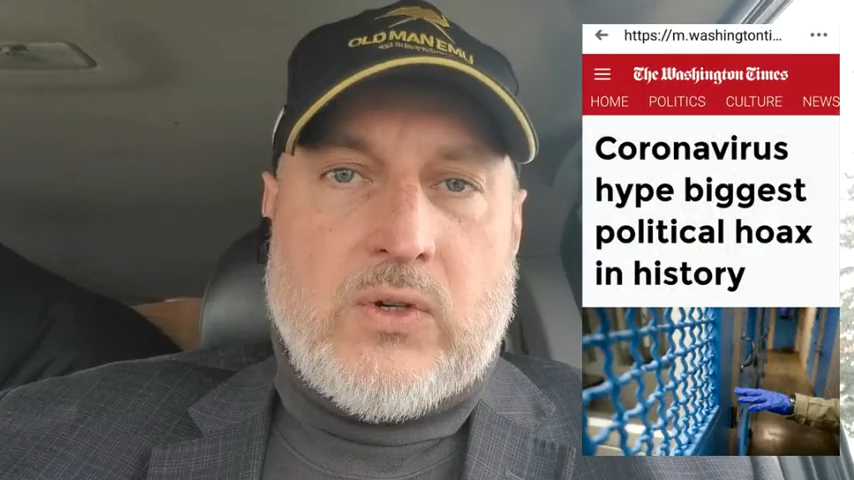 OLD MAN EMU
https://m.washingtonti...
The Washington Times
HOME POLITICS CULTURE NEWS
Coronavirus
hype biggest
political hoax
in history